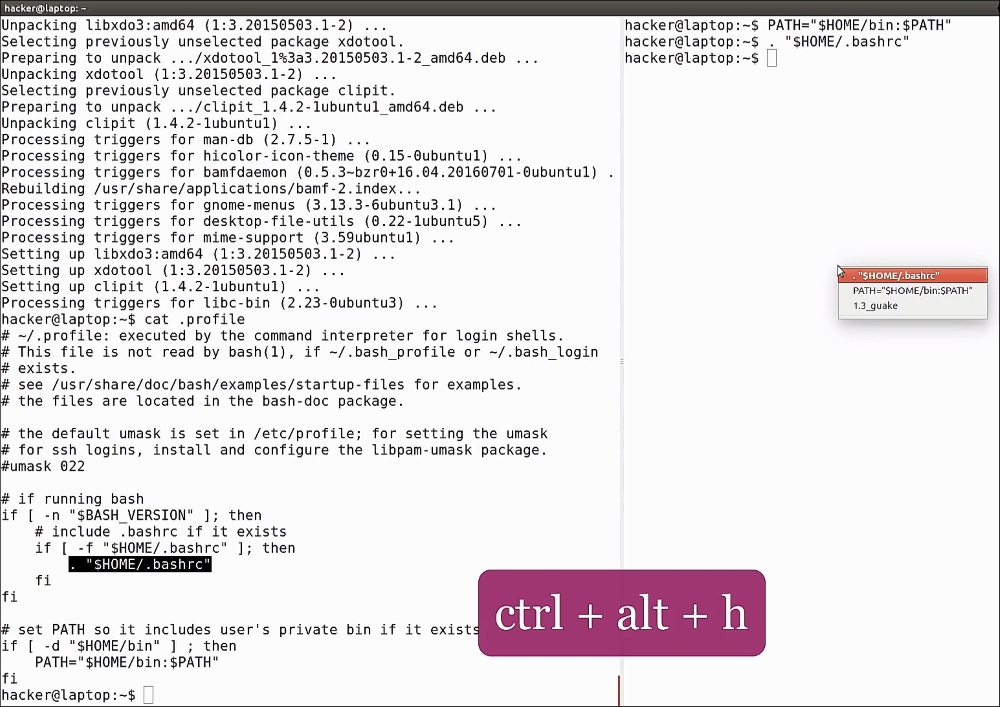 hacker@laptop: ~
Unpacking libxdo3:amd64 (1:3.20150503.1-2) ...
Selecting previously unselected package xdotool.
Preparing to unpack .../xdotool_1%3a3.20150503.1-2_amd64.deb ...
Unpacking xdotool (1:3.20150503.1-2) ...
Selecting previously unselected package clipit.
Preparing to unpack .../clipit_1.4.2-1ubuntu1_amd64.deb ...
Unpacking clipit (1.4.2-1ubuntu1) ...
Processing triggers for man-db (2.7.5-1) ...
Processing triggers for hicolor-icon-theme (0.15-0ubuntu1) ...
Processing triggers for bamfdaemon (0.5.3~bzr0+16.04.20160701-0ubuntu1) .
Rebuilding /usr/share/applications/bamf-2.index...
Processing triggers for gnome-menus (3.13.3-6ubuntu3.1) ...
Processing triggers for desktop-file-utils (0.22-1ubuntu5) ...
Processing triggers for mime-support (3.59ubuntu1) ...
Setting up libxdo3:amd64 (1:3.20150503.1-2) ...
Setting up xdotool (1:3.20150503.1-2) ...
Setting up clipit (1.4.2-1ubuntu1) ...
Processing triggers for libc-bin (2.23-0ubuntu3) ...
hacker@laptop:~$ cat .profile
# ~/.profile: executed by the command interpreter for login shells.
# This file is not read by bash(1), if ~/.bash_profile or ~/.bash_login
# exists.
# see /usr/share/doc/bash/examples/startup-files for examples.
# the files are located in the bash-doc package.
# the default umask is set in /etc/profile; for setting the umask
# for ssh logins, install and configure the libpam-umask package.
#umask 022
# if running bash
if [ -n "$BASH_VERSION" ]; then
    # include .bashrc if it exists
    if [ -f "$HOME/.bashrc" ]; then
        . "$HOME/.bashrc"
    fi
fi
# set PATH so it includes user's private bin if it exists
if [ -d "$HOME/bin" ] ; then
    PATH="$HOME/bin:$PATH"
fi
hacker@laptop:~$
hacker@laptop:~$ PATH="$HOME/bin:$PATH"
hacker@laptop:~$ . "$HOME/.bashrc"
hacker@laptop:~$
. "$HOME/.bashrc"
PATH="$HOME/bin:$PATH"
1.3_guake
ctrl + alt + h